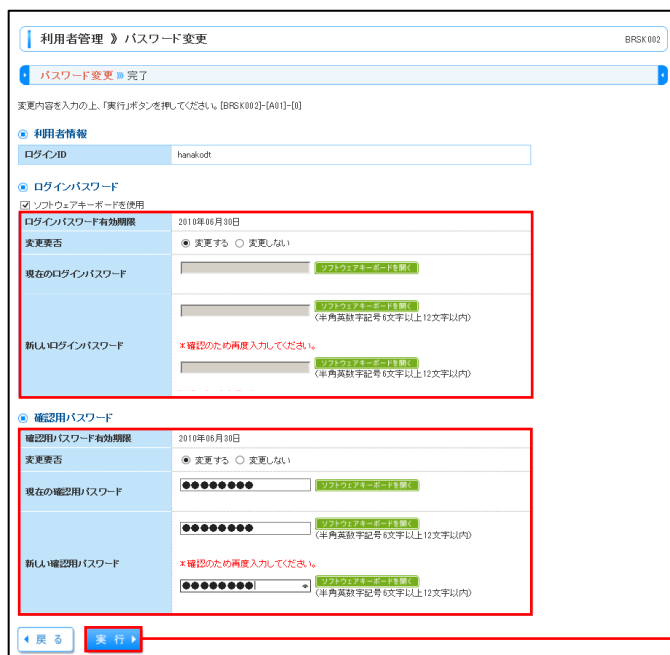 利用者管理 》 パスワード変更
BRSK002
パスワード変更 》 完了
変更内容を入力の上、「実行」ボタンを押してください。[BRSK002]-[A01]-[0]
利用者情報
ログインID hanakodt
ログインパスワード
ソフトウェアキーボードを使用
ログインパスワード有効期限 2010年06月30日
変更要否 変更する 変更しない
現在のログインパスワード ソフトウェアキーボードを開く
ソフトウェアキーボードを開く
(半角英数字記号6文字以上12文字以内)
新しいログインパスワード ※確認のため再度入力してください。
ソフトウェアキーボードを開く
(半角英数字記号6文字以上12文字以内)
確認用パスワード
確認用パスワード有効期限 2010年06月30日
変更要否 変更する 変更しない
現在の確認用パスワード ●●●●●●●● ソフトウェアキーボードを開く
●●●●●●●● ソフトウェアキーボードを開く
(半角英数字記号6文字以上12文字以内)
新しい確認用パスワード ※確認のため再度入力してください。
●●●●●●●● ソフトウェアキーボードを開く
(半角英数字記号6文字以上12文字以内)
戻る 実行